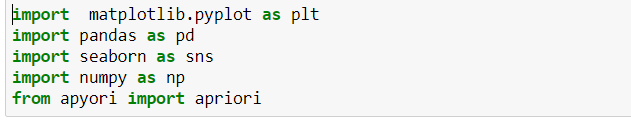 import  matplotlib.pyplot as plt
import pandas as pd
import seaborn as sns
import numpy as np
from apyori import apriori